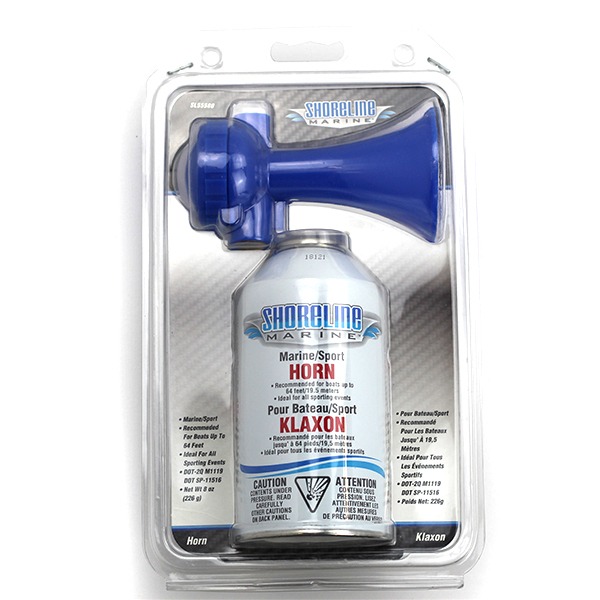 SL55500
SHORELINE
MARINE
18121
SHORELINE
MARINE
Marine/Sport
HORN
• Recommended for boats up to
64 feet/19.5 meters
• Ideal for all sporting events
Pour Bateau/Sport
KLAXON
• Recommandé pour les bateaux
jusqu' à 64 pieds/19.5 m
• Idéal pour tous les événements sportifs
CAUTION
CONTENTS UNDER
PRESSURE. READ
CAREFULLY
OTHER CAUTIONS
ON BACK PANEL.
ATTENTION
CONTENU SOUS
PRESSION. LISEZ
ATTENTIVEMENT LES
AUTRES MESURES
DE PRÉCAUTION AU
• Marine/Sport
• Recommeded
For Boats Up To
64 Feet
• Ideal For All
Sporting Events
• DOT-2Q M1119
DOT SP-11516
• Net Wt 8 oz
(226 g)
Horn
• Pour Bateau/Sport
• Recommandé
Pour Les Bateaux
Jusqu' À 19,5
Mètres
• Idéal Pour Tous
Les Événements
Sportifs
• DOT-2Q M1119
DOT SP-11516
• Poids Net: 226g
Klaxon